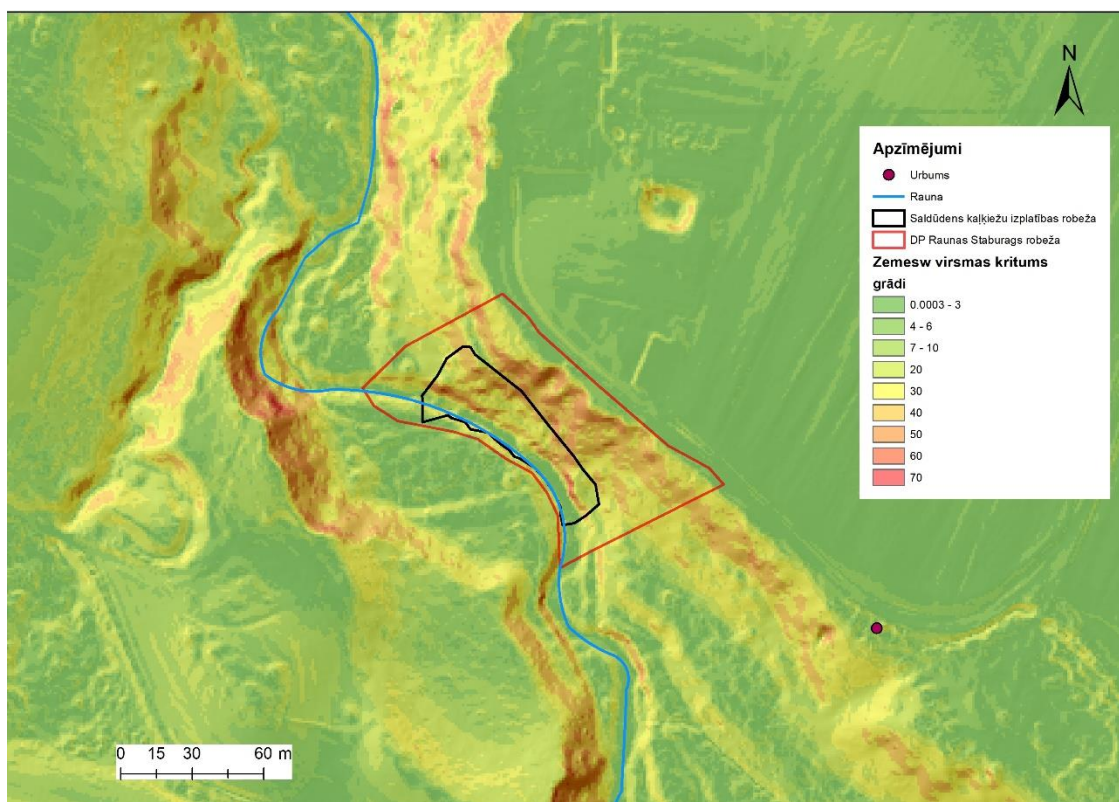 N
Apzīmējumi
Urbums
Rauna
Saldūdens kaļķiežu izplatības robeža
DP Raunas Staburags robeža
Zemesw virsmas kritums
grādi
0.0003 - 3
4 - 6
7 - 10
20
30
40
50
60
70
0 15 30 60 m